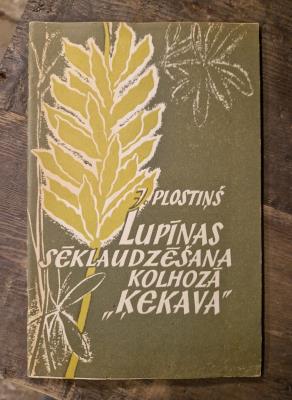 J. PLOSTIŅŠ
LUPĪNAS
SĒKLAUDZĒŠANA
KOLHOZĀ
„ĶEKAVA"